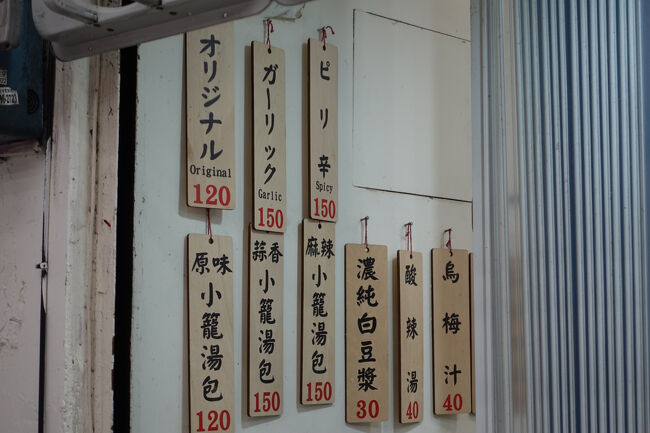 オリジナル
Original
120
ガーリック
Garlic
150
ピリ辛
Spicy
150
原味
小籠湯包
120
蒜香
小籠湯包
150
麻辣
小籠湯包
150
濃純白豆漿
30
酸辣湯
40
烏梅汁
40